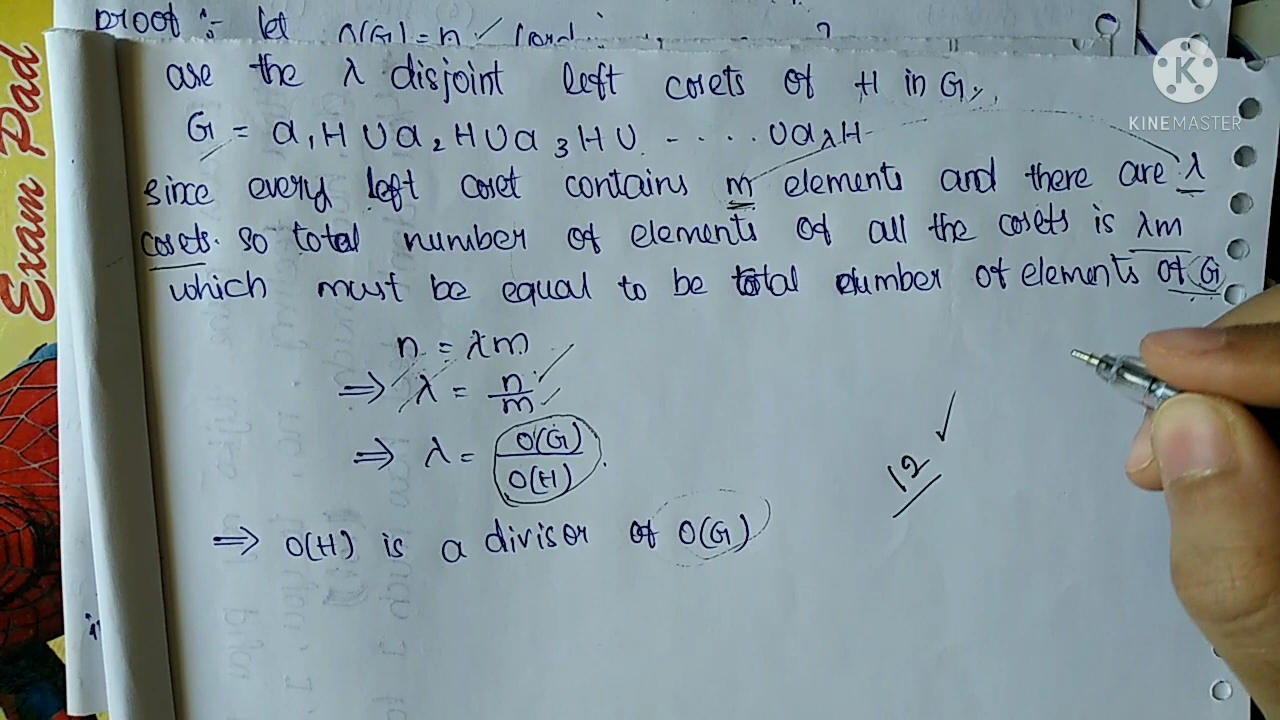 proof :- let O(G) = n
are the λ disjoint left cosets of H in G,
G = a₁H ∪ a₂H ∪ a₃H ∪ - .... ∪ aλH
since every left coset contains m elements and there are λ
cosets. so total number of elements of all the cosets is λm
which must be equal to be total number of elements of G
n = λm
⇒ λ = n/m
⇒ λ = O(G)/O(H)
⇒ O(H) is a divisor of O(G)
12 ✓
Exam Pad
K
KINEMASTER